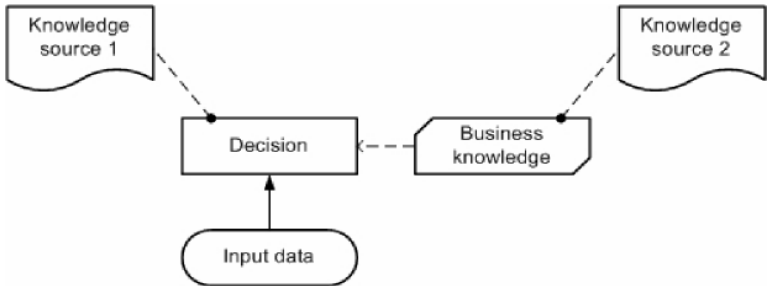 Knowledge
source 1
Knowledge
source 2
Decision
Business
knowledge
Input data